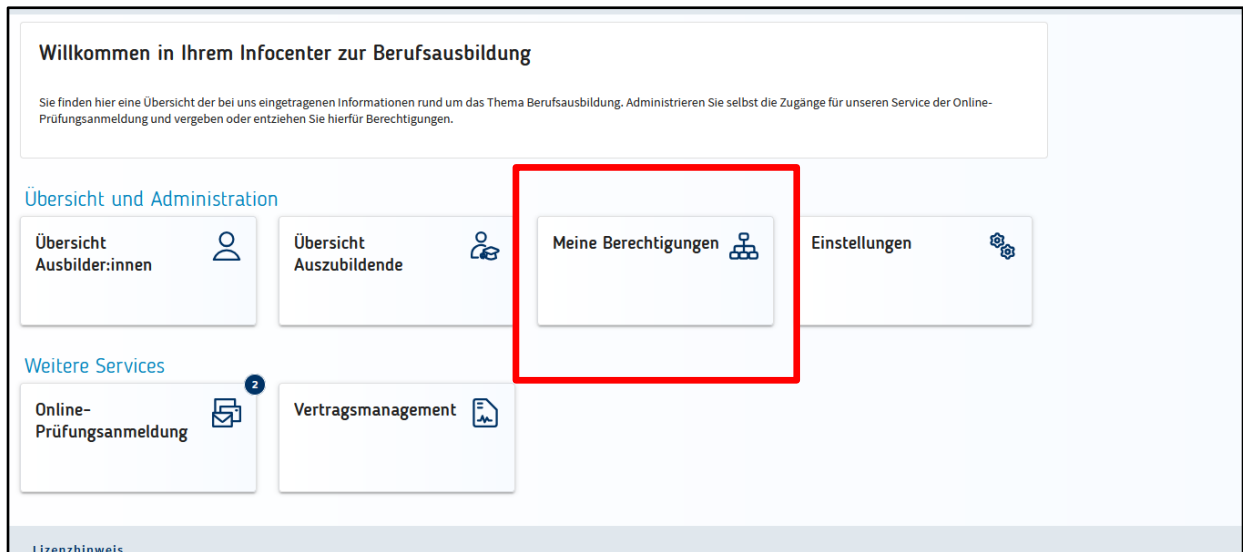 Willkommen in Ihrem Infocenter zur Berufsausbildung
Sie finden hier eine Übersicht der bei uns eingetragenen Informationen rund um das Thema Berufsausbildung. Administrieren Sie selbst die Zugänge für unseren Service der Online-
Prüfungsanmeldung und vergeben oder entziehen Sie hierfür Berechtigungen.
Übersicht und Administration
Übersicht
Ausbilder:innen
Übersicht
Auszubildende
Meine Berechtigungen
Einstellungen
Weitere Services
2
Online-
Prüfungsanmeldung
Vertragsmanagement
Lizenzhinweis